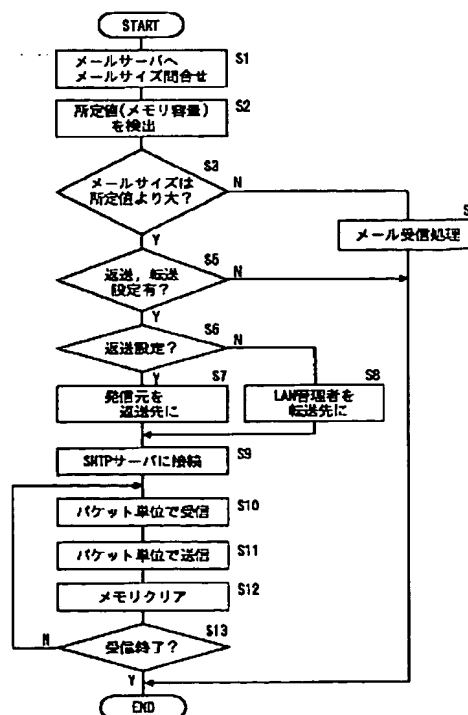 START
メールサーバへ
メールサイズ問合せ
S1
所定値(メモリ容量)
を検出
S2
メールサイズは
所定値より大?
S3
N
Y
S
メール受信処理
返送,転送
設定有?
S5
N
Y
返送設定?
S6
N
Y
発信元を
返送先に
S7
LAN管理者を
転送先に
S8
SMTPサーバに接続
S9
パケット単位で受信
S10
パケット単位で送信
S11
メモリクリア
S12
受信終了?
S13
N
Y
END